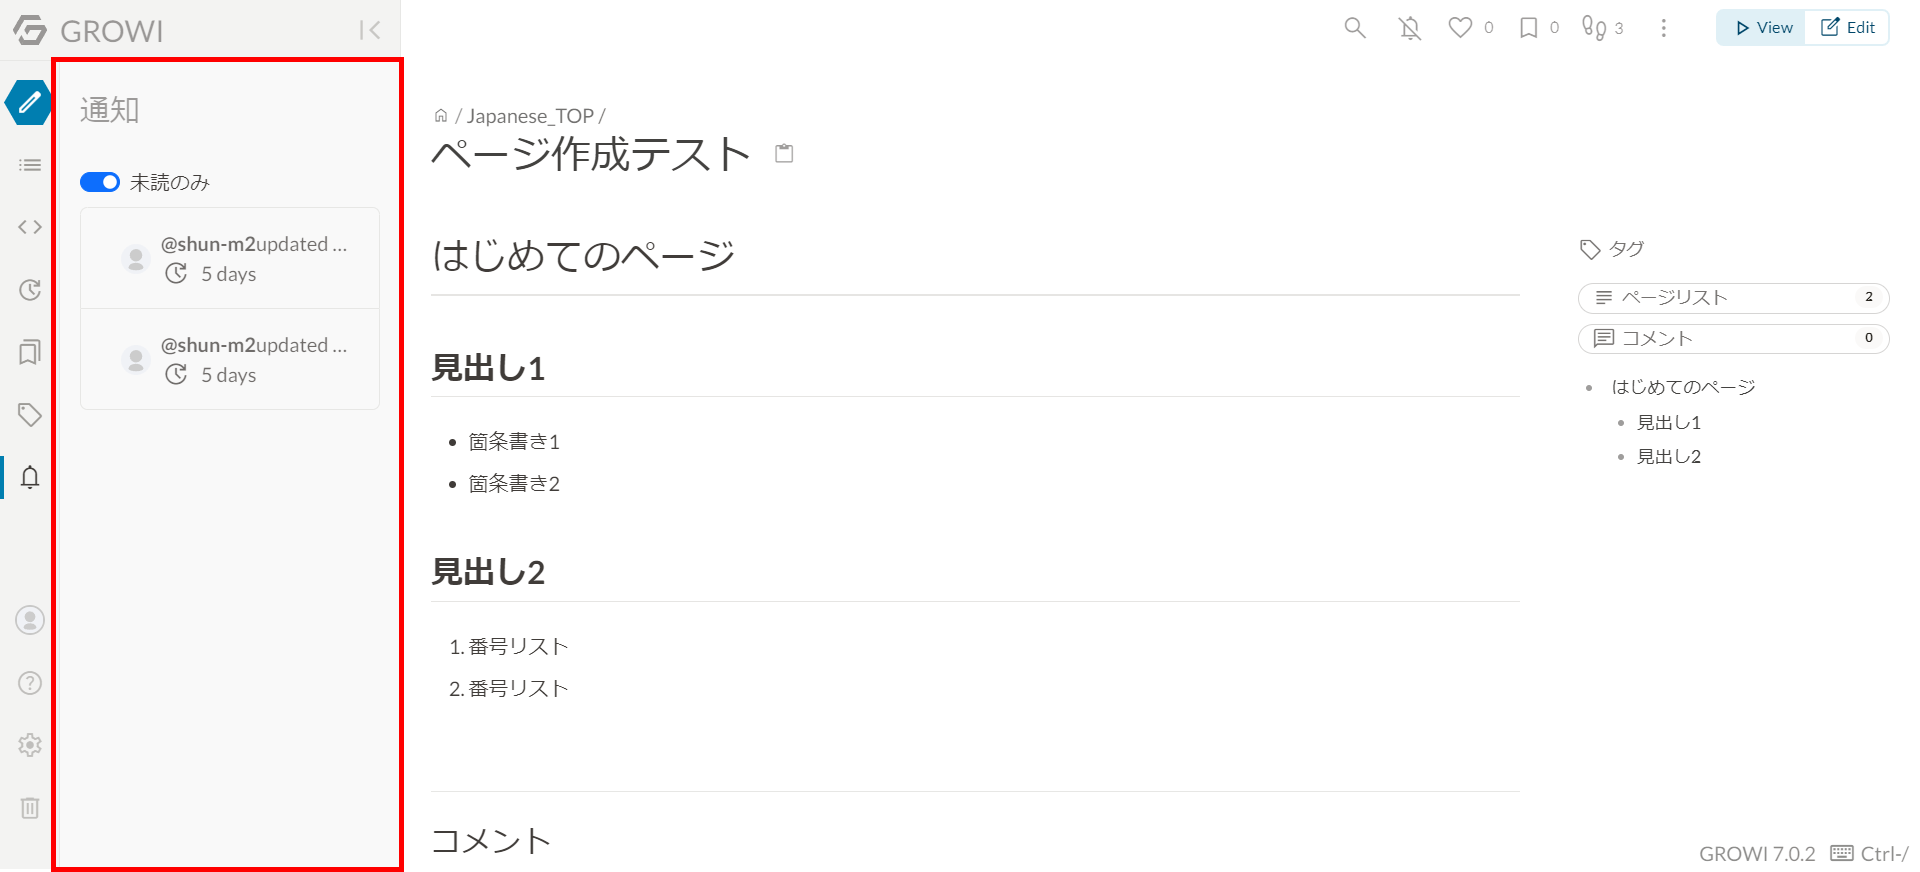 GROWI
0
0
3
View
Edit
通知
未読のみ
@shun-m2updated ...
5 days
@shun-m2updated ...
5 days
/ Japanese_TOP /
ページ作成テスト
はじめてのページ
見出し1
• 箇条書き1
• 箇条書き2
見出し2
1. 番号リスト
2. 番号リスト
コメント
タグ
ページリスト 2
コメント 0
• はじめてのページ
• 見出し1
• 見出し2
GROWI 7.0.2 Ctrl-/